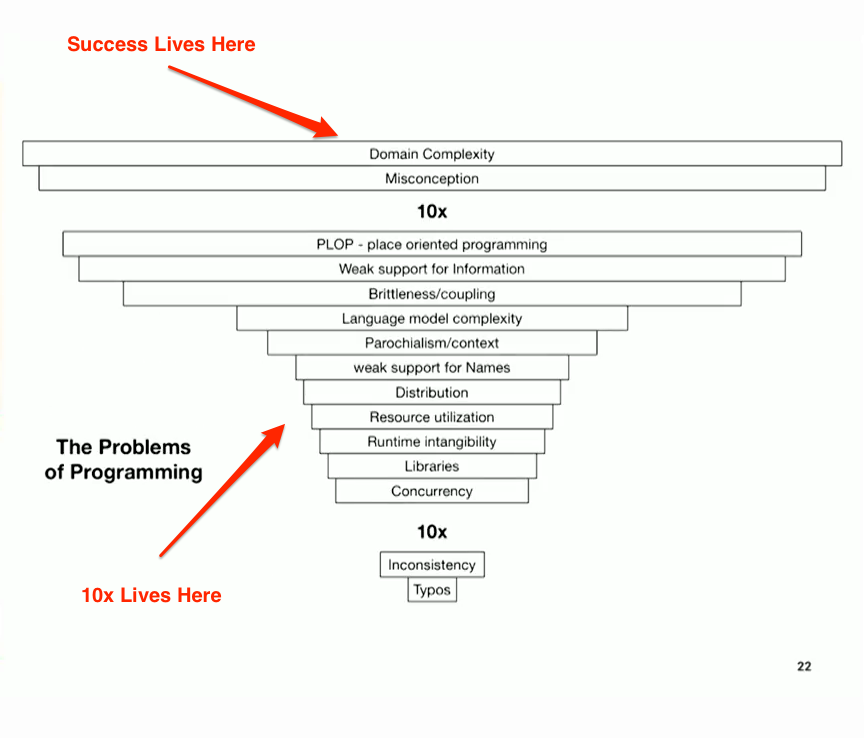 Success Lives Here
Domain Complexity
Misconception
10x
PLOP - place oriented programming
Weak support for Information
Brittleness/coupling
Language model complexity
Parochialism/context
weak support for Names
Distribution
Resource utilization
Runtime intangibility
Libraries
Concurrency
The Problems
of Programming
10x
Inconsistency
Typos
10x Lives Here
22